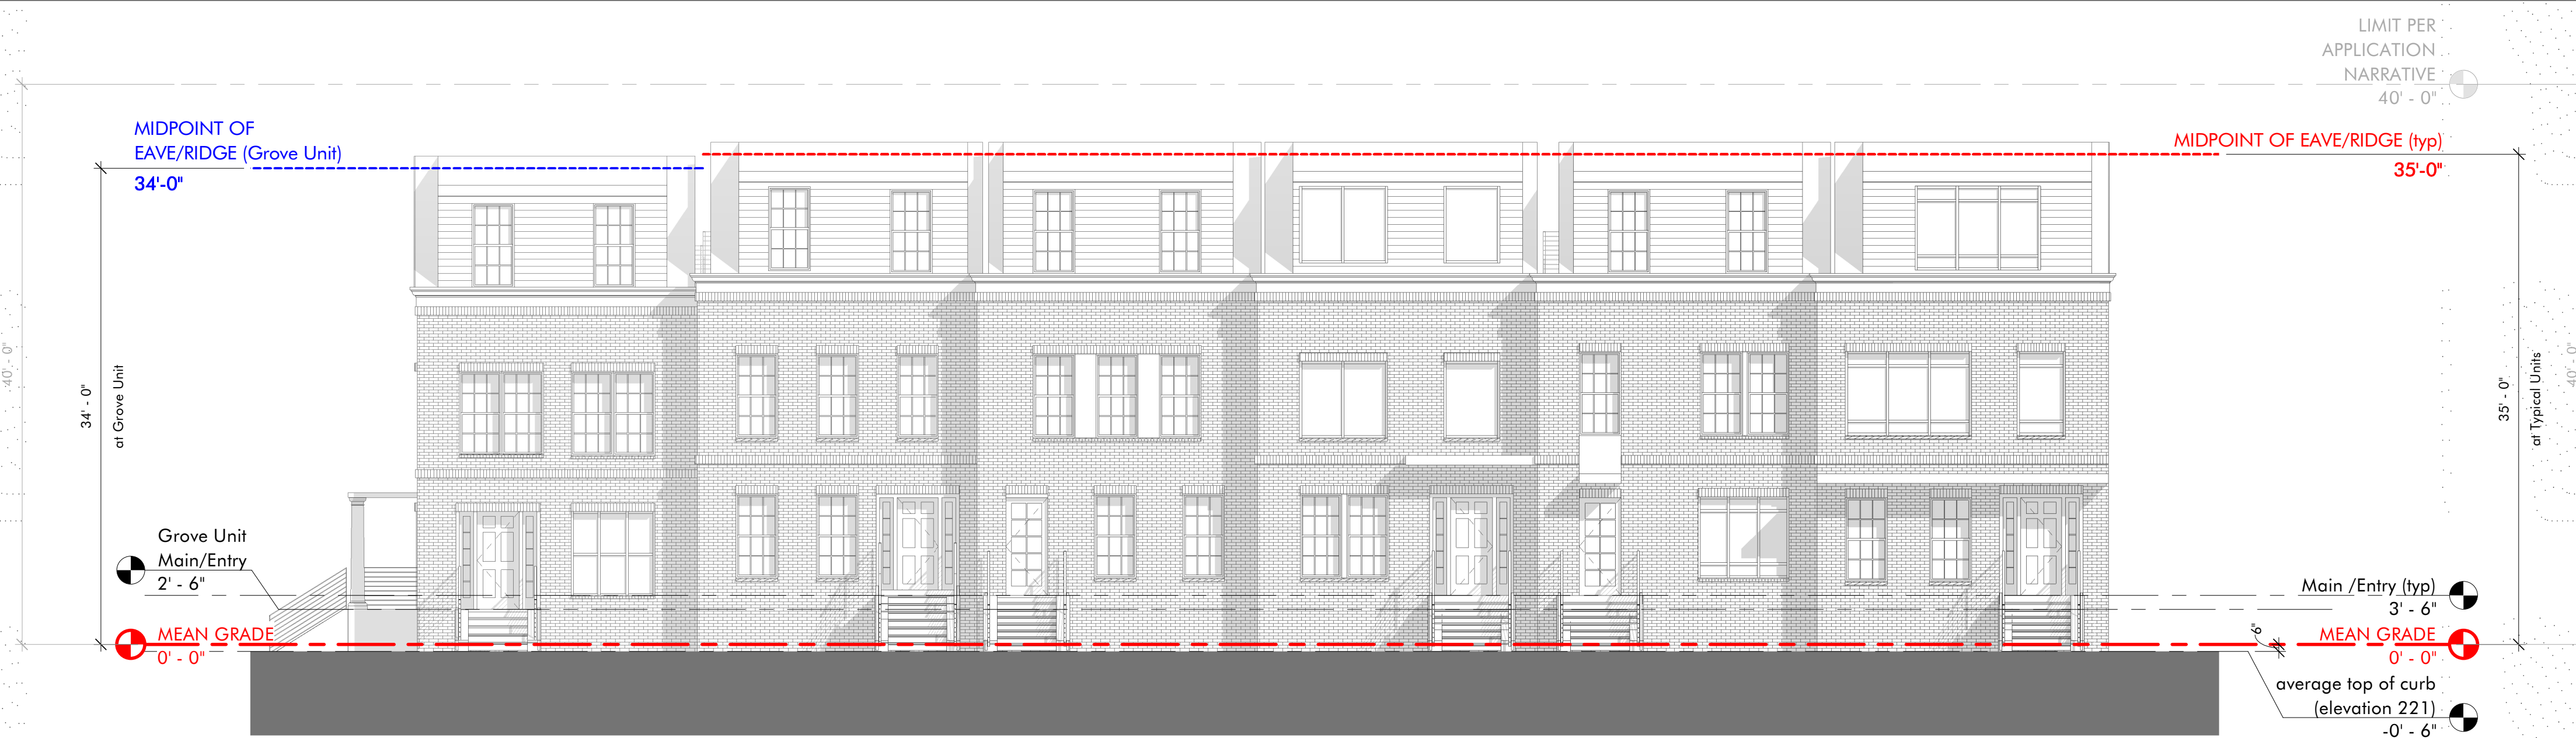 LIMIT PER
APPLICATION
NARRATIVE
40' - 0"
MIDPOINT OF
EAVE/RIDGE (Grove Unit)
34'-0"
MIDPOINT OF EAVE/RIDGE (typ)
35'-0"
40' - 0"
34' - 0"
at Grove Unit
35' - 0"
at Typical Units
40' - 0"
Grove Unit
Main/Entry
2' - 6"
MEAN GRADE
0' - 0"
Main /Entry (typ)
3' - 6"
6"
MEAN GRADE
0' - 0"
average top of curb
(elevation 221)
-0' - 6"